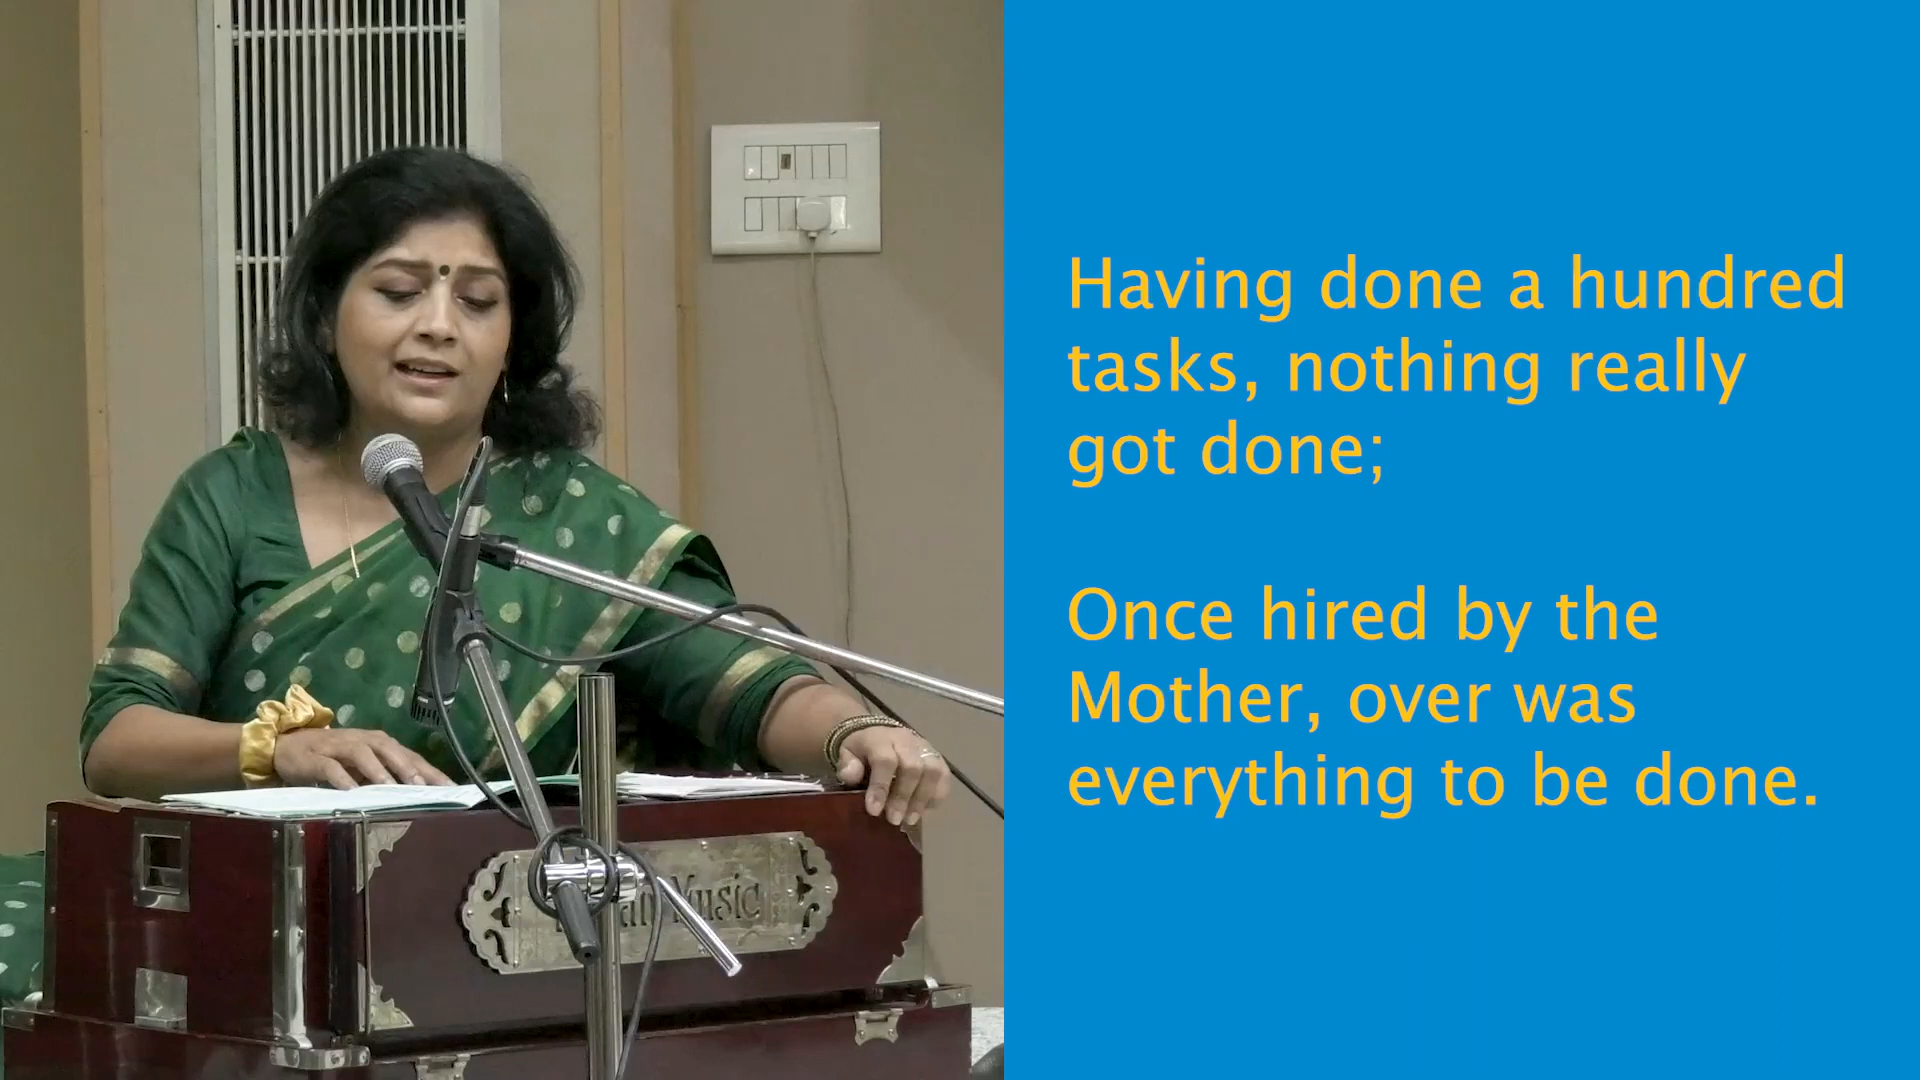 Having done a hundred
tasks, nothing really
got done;
Once hired by the
Mother, over was
everything to be done.
Music